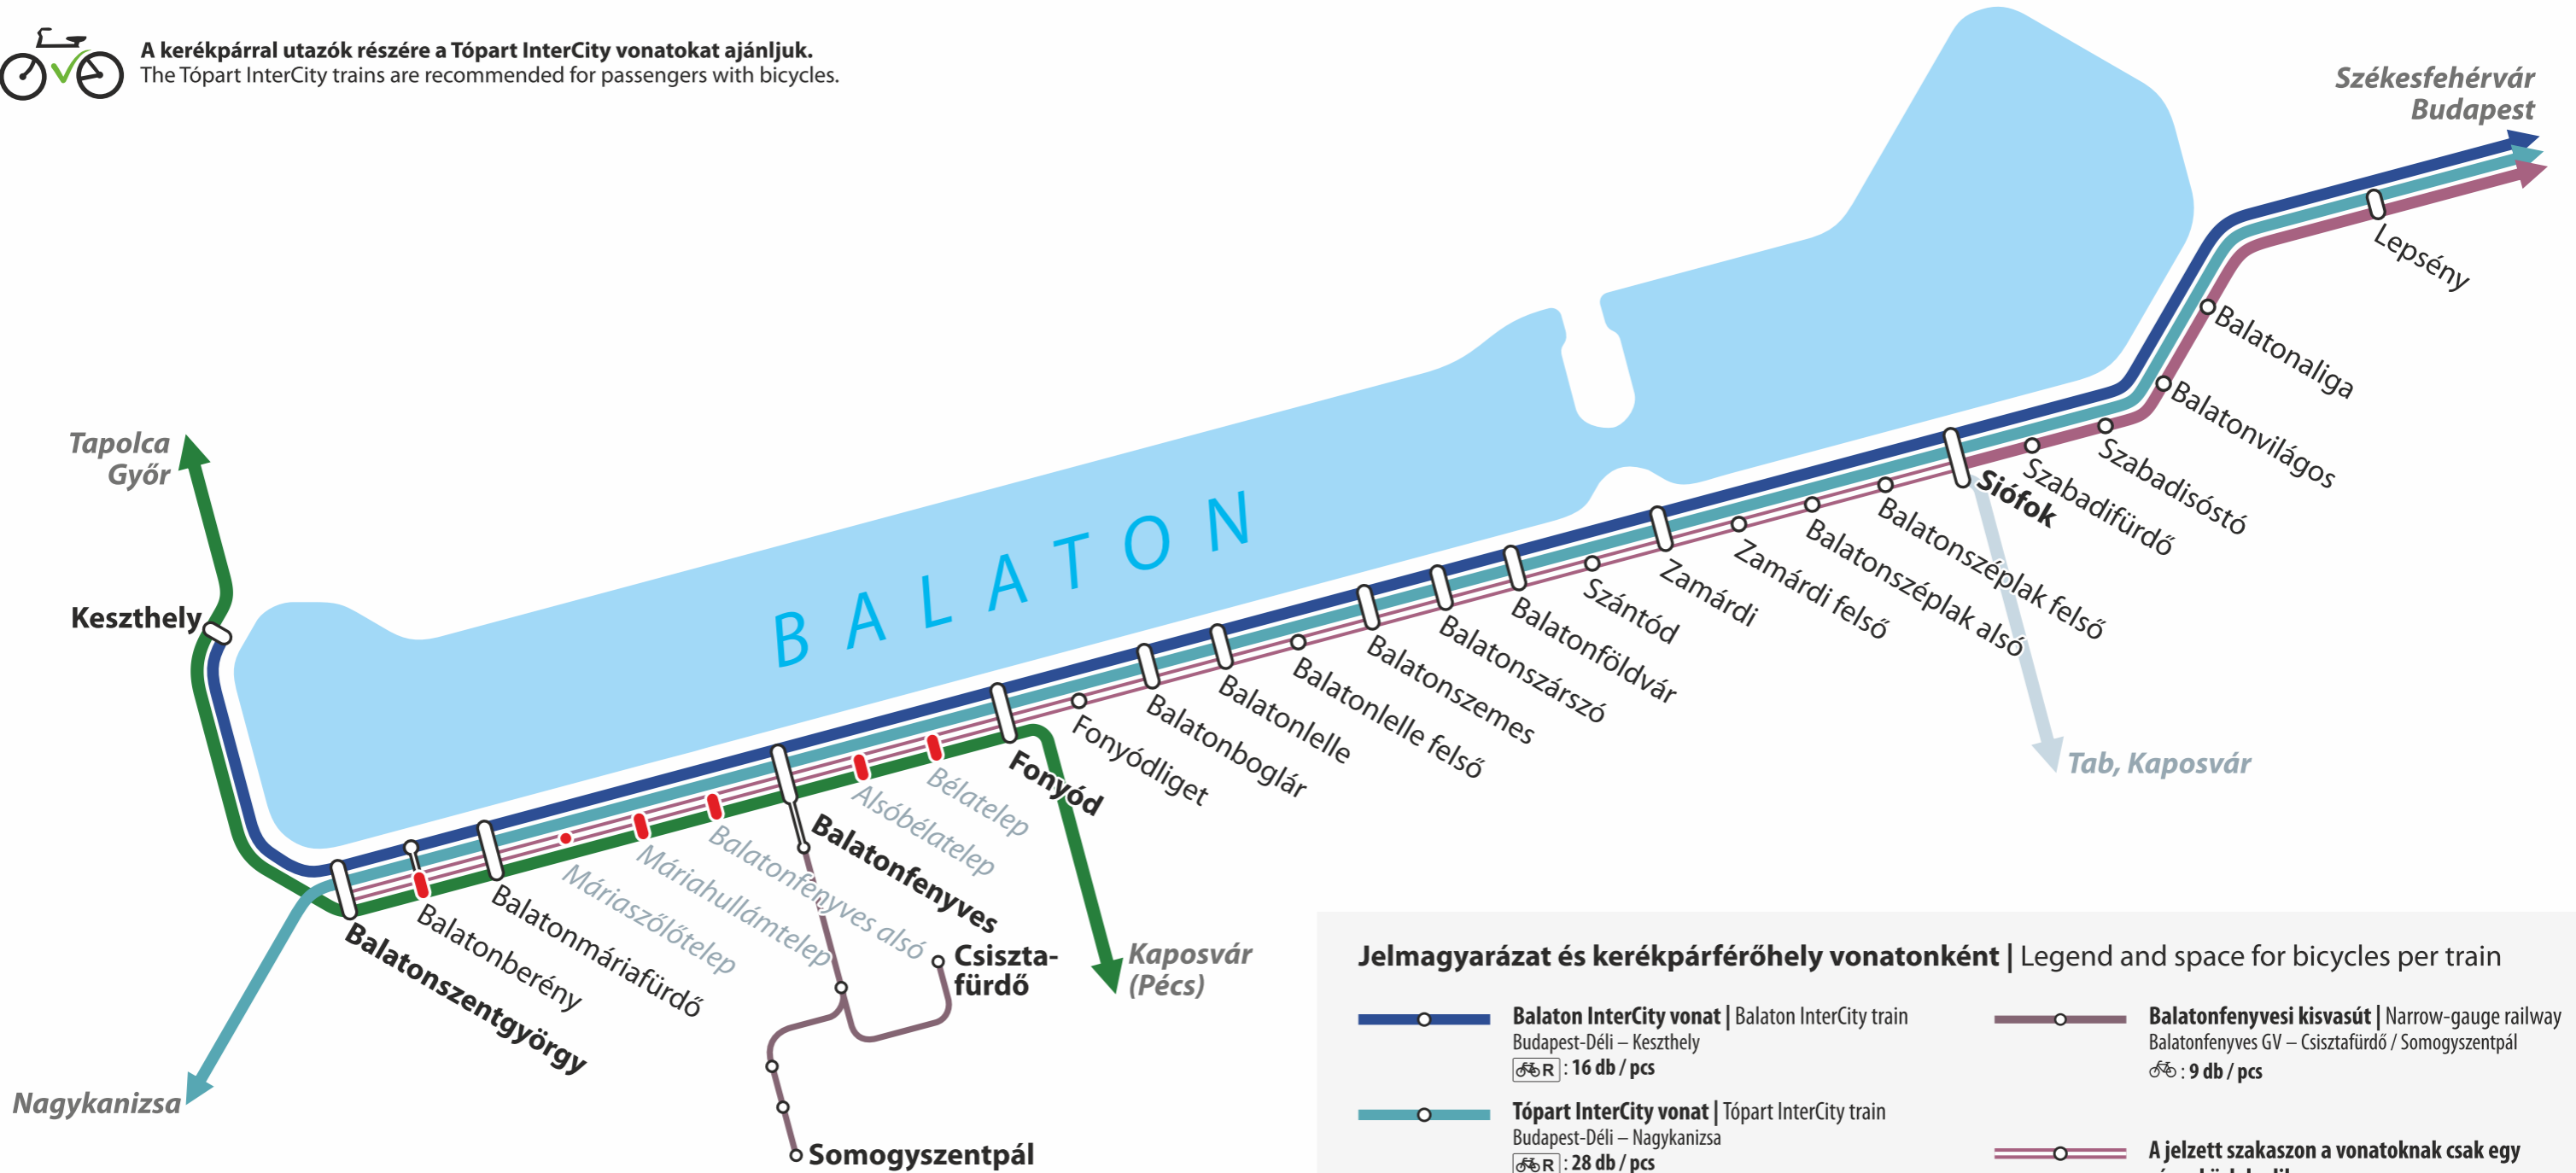 A kerékpárral utazók részére a Tópart InterCity vonatokat ajánljuk.
The Tópart InterCity trains are recommended for passengers with bicycles.
Székesfehérvár
Budapest
Lepsény
Balatonaliga
Balatonvilágos
Szabadisóstó
Szabadifürdő
Siófok
Tab, Kaposvár
Balatonszéplak felső
Balatonszéplak alsó
Zamárdi felső
Zamárdi
Szántód
Balatonföldvár
Balatonszárszó
Balatonszemes
Balatonlelle felső
Balatonlelle
Balatonboglár
Fonyódliget
Fonyód
Bélatelep
Alsóbélatelep
Balatonfenyves
Balatonfenyves alsó
Máriahullámtelep
Máriaszőlőtelep
Balatonmáriafürdő
Balatonberény
Balatonszentgyörgy
BALATON
Tapolca
Győr
Keszthely
Nagykanizsa
Kaposvár
(Pécs)
Csiszta-
fürdő
Somogyszentpál
Jelmagyarázat és kerékpárférőhely vonatonként | Legend and space for bicycles per train
Balaton InterCity vonat | Balaton InterCity train
Budapest-Déli – Keszthely
R : 16 db / pcs
Tópart InterCity vonat | Tópart InterCity train
Budapest-Déli – Nagykanizsa
R : 28 db / pcs
Balatonfenyvesi kisvasút | Narrow-gauge railway
Balatonfenyves GV – Csisztafürdő / Somogyszentpál
: 9 db / pcs
A jelzett szakaszon a vonatoknak csak egy